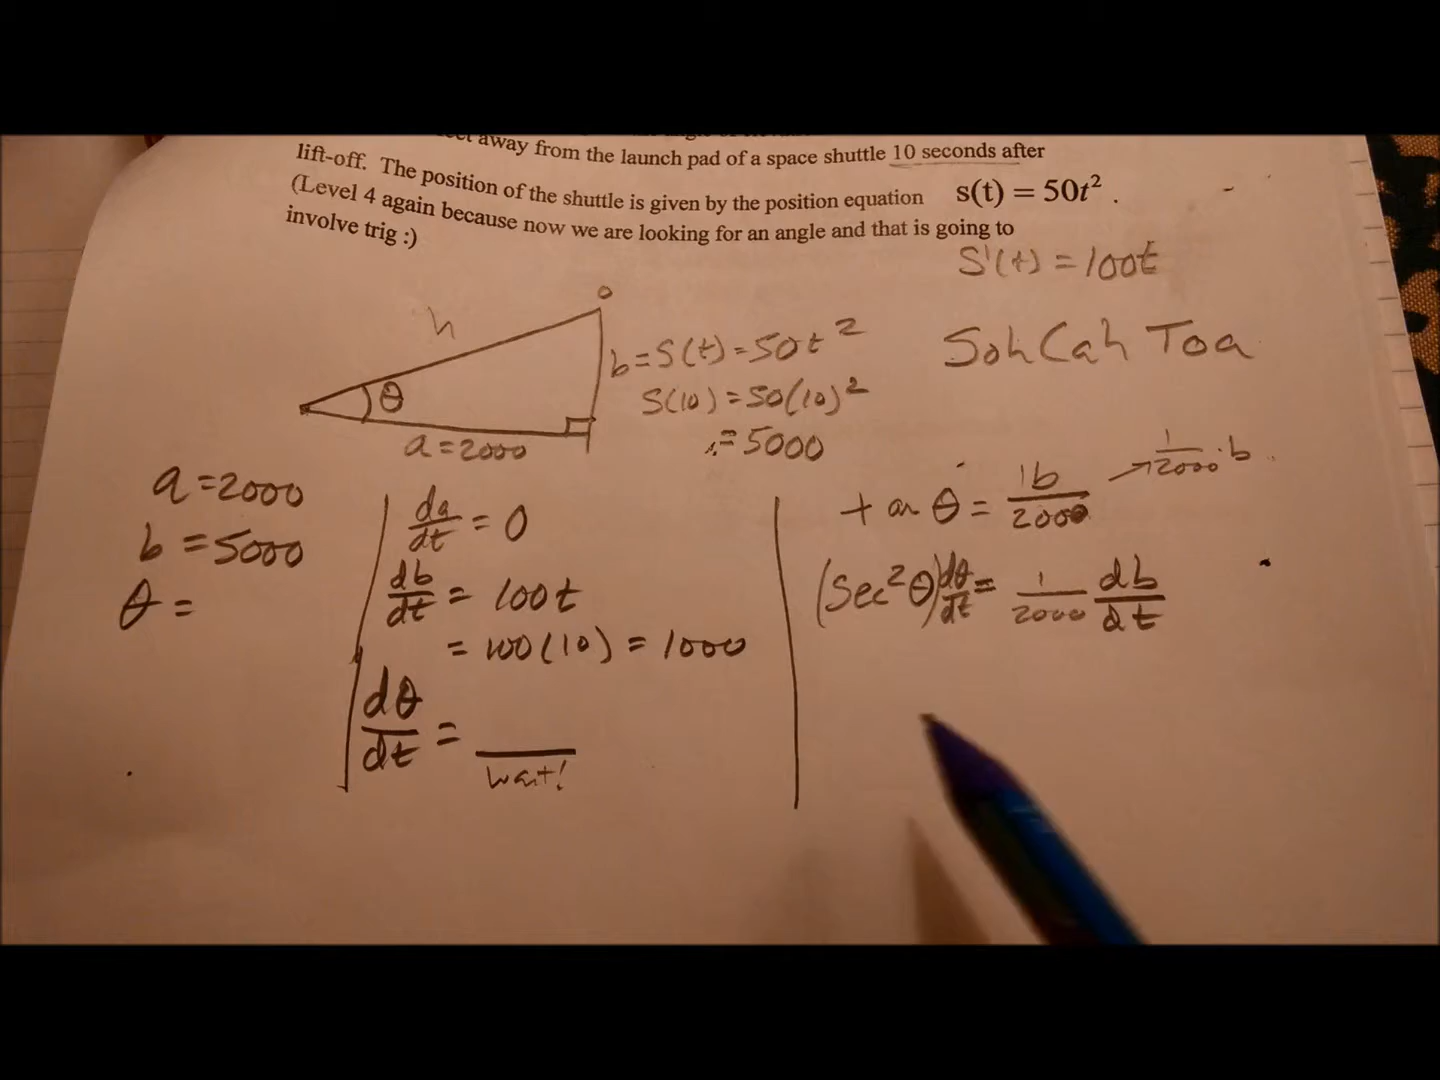 away from the launch pad of a space shuttle 10 seconds after
lift-off. The position of the shuttle is given by the position equation s(t) = 50t² .
(Level 4 again because now we are looking for an angle and that is going to
involve trig :)
S'(t) = 100t
h
θ
a = 2000
b = S(t) = 50t²
S(10) = 50(10)²
= 5000
Soh Cah Toa
a = 2000
b = 5000
θ =
da/dt = 0
db/dt = 100t
= 100(10) = 1000
dθ/dt = ___
wait!
tan θ = 1b/2000 → 1/2000 · b
(Sec²θ) dθ/dt = 1/2000 db/dt